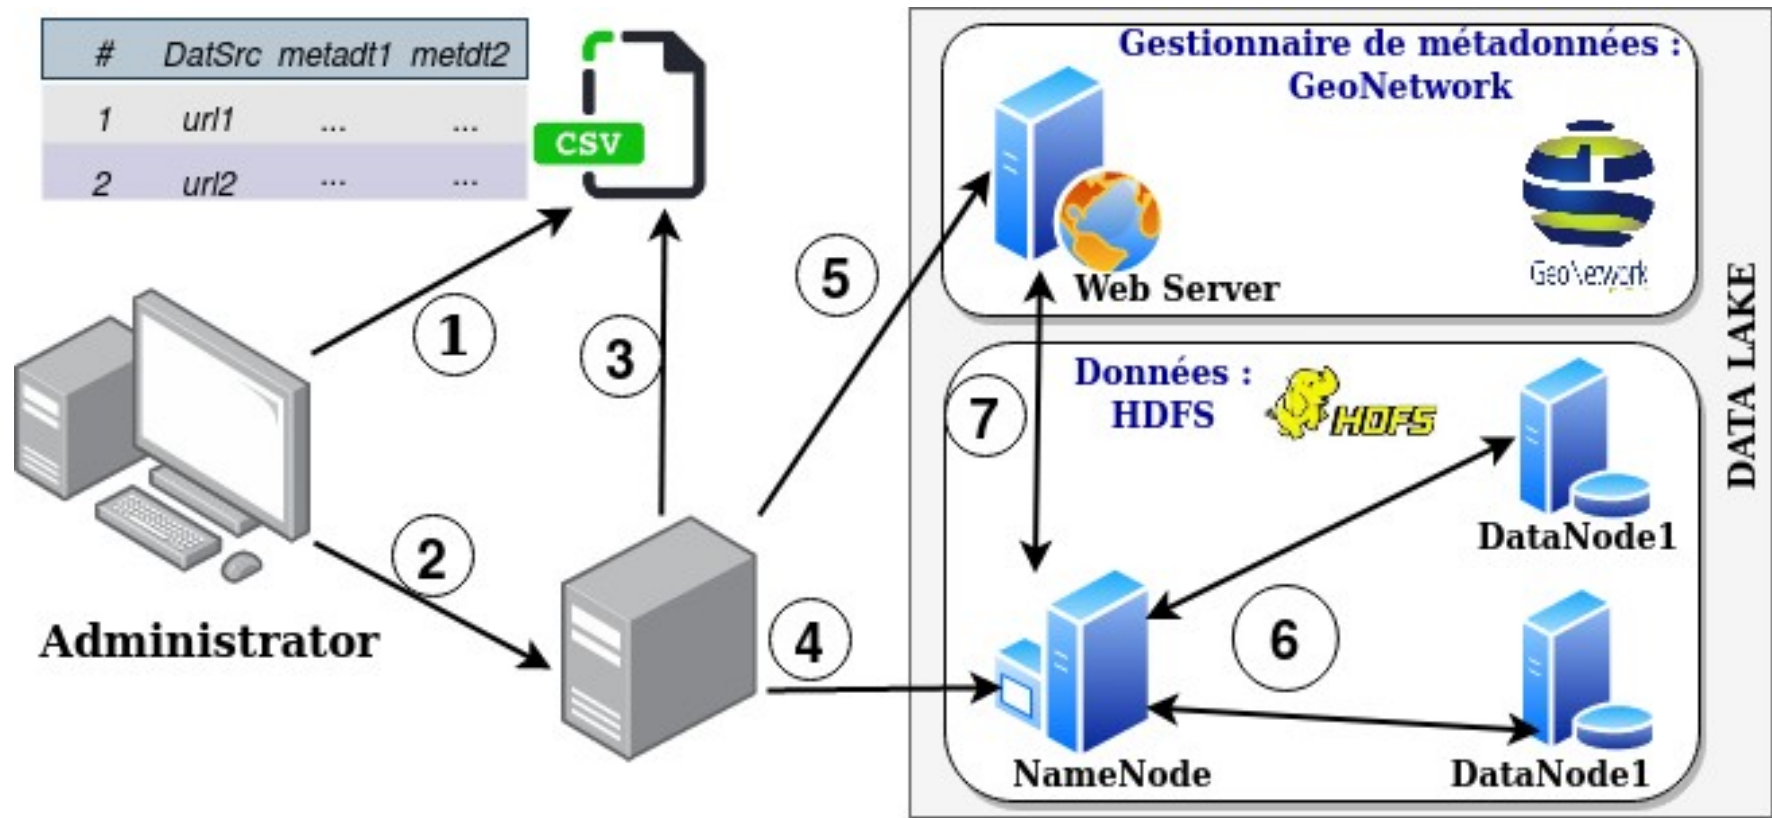 # DatSrc metadt1 metdt2
1 url1 ... ...
2 url2 ... ...
CSV
Gestionnaire de métadonnées :
GeoNetwork
GeoNetwork
Web Server
1
2
3
4
5
6
7
Administrator
Données :
HDFS
HDFS
DataNode1
NameNode
DataNode1
DATA LAKE